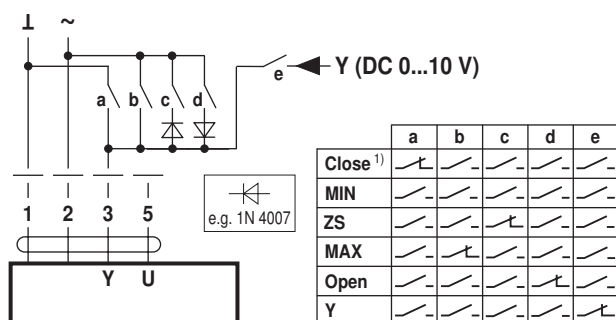 ⊥ ~
e
Y (DC 0...10 V)
a b c d
1 2 3 5
e.g. 1N 4007
Y U
a b c d e
Close 1)
MIN
ZS
MAX
Open
Y